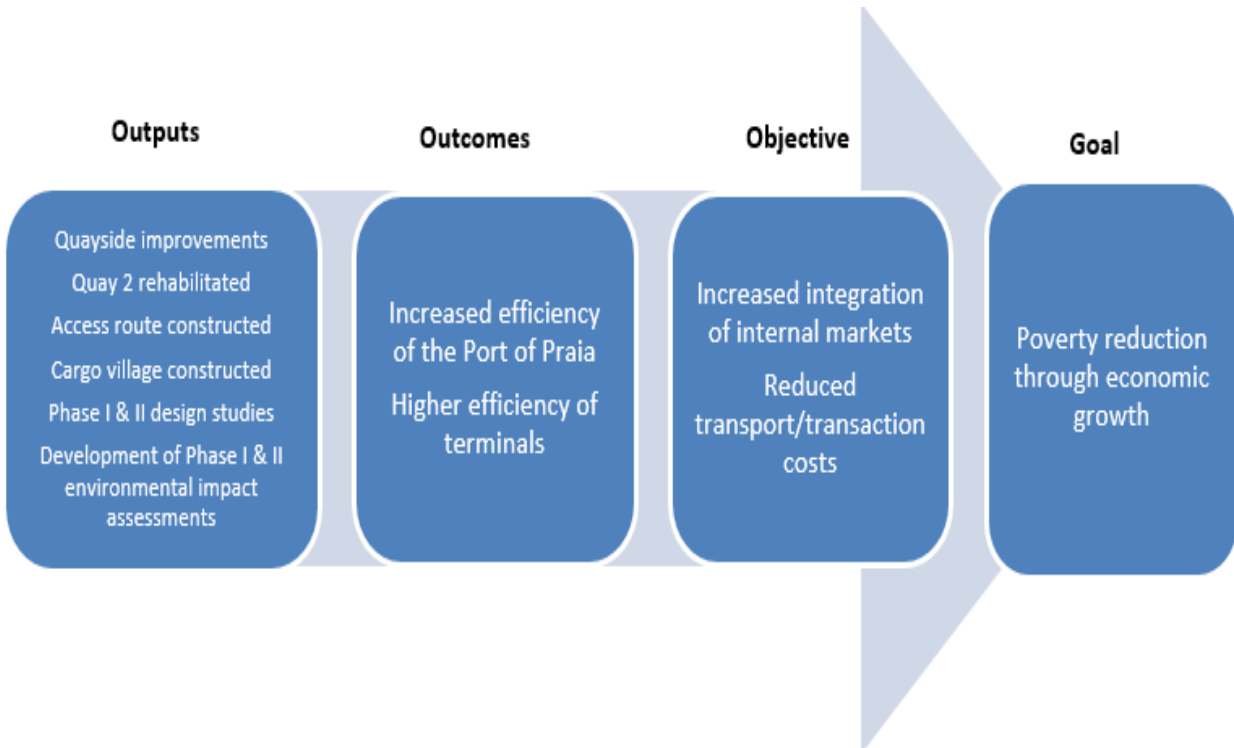 Outputs
Quayside improvements
Quay 2 rehabilitated
Access route constructed
Cargo village constructed
Phase I & II design studies
Development of Phase I & II
environmental impact
assessments
Outcomes
Increased efficiency
of the Port of Praia
Higher efficiency of
terminals
Objective
Increased integration
of internal markets
Reduced
transport/transaction
costs
Goal
Poverty reduction
through economic
growth